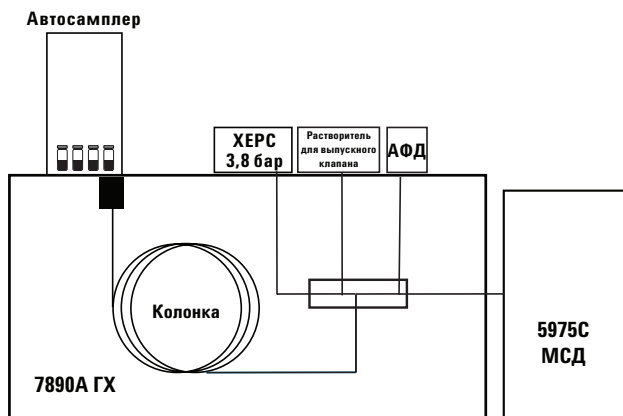 Автосамплер
ХЕРС
3,8 бар
Растворитель
для выпускного
клапана
АФД
Колонка
7890А ГХ
5975С
МСД